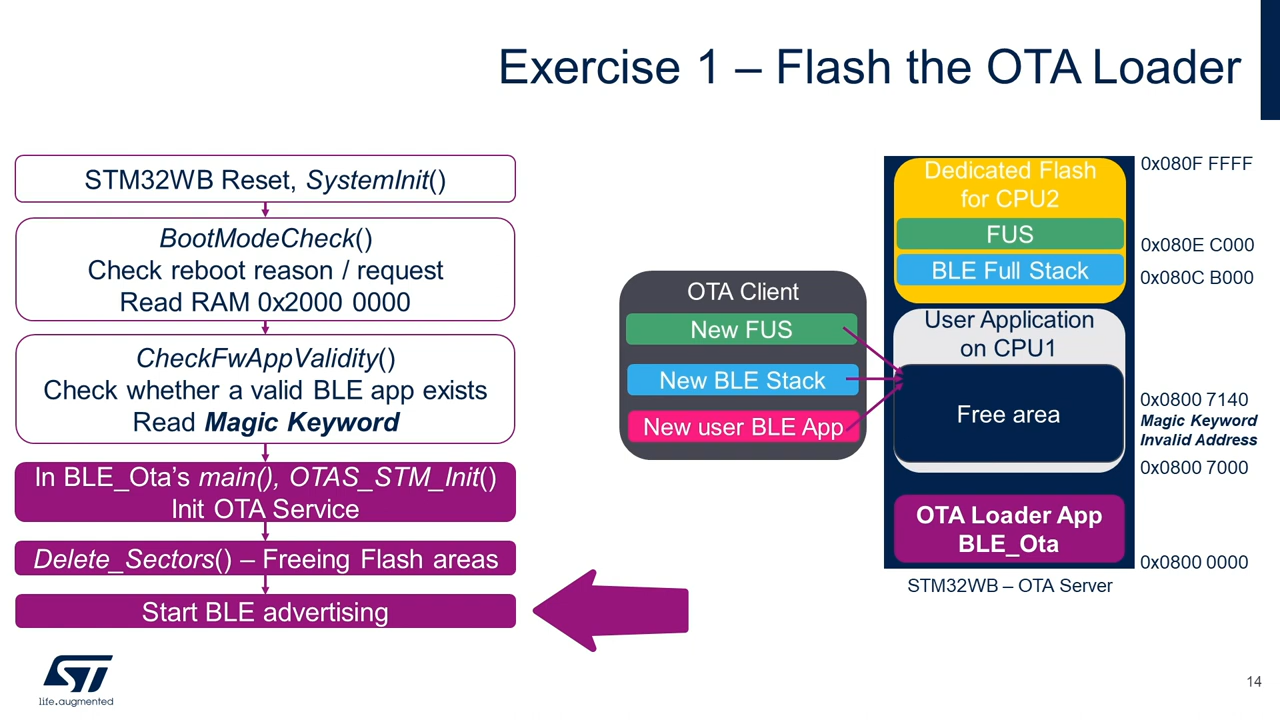 Exercise 1 – Flash the OTA Loader
STM32WB Reset, SystemInit()
BootModeCheck()
Check reboot reason / request
Read RAM 0x2000 0000
CheckFwAppValidity()
Check whether a valid BLE app exists
Read Magic Keyword
In BLE_Ota’s main(), OTAS_STM_Init()
Init OTA Service
Delete_Sectors() – Freeing Flash areas
Start BLE advertising
OTA Client
New FUS
New BLE Stack
New user BLE App
Dedicated Flash
for CPU2
FUS
BLE Full Stack
User Application
on CPU1
Free area
OTA Loader App
BLE_Ota
STM32WB – OTA Server
0x080F FFFF
0x080E C000
0x080C B000
0x0800 7140
Magic Keyword
Invalid Address
0x0800 7000
0x0800 0000
ST
life.augmented
14